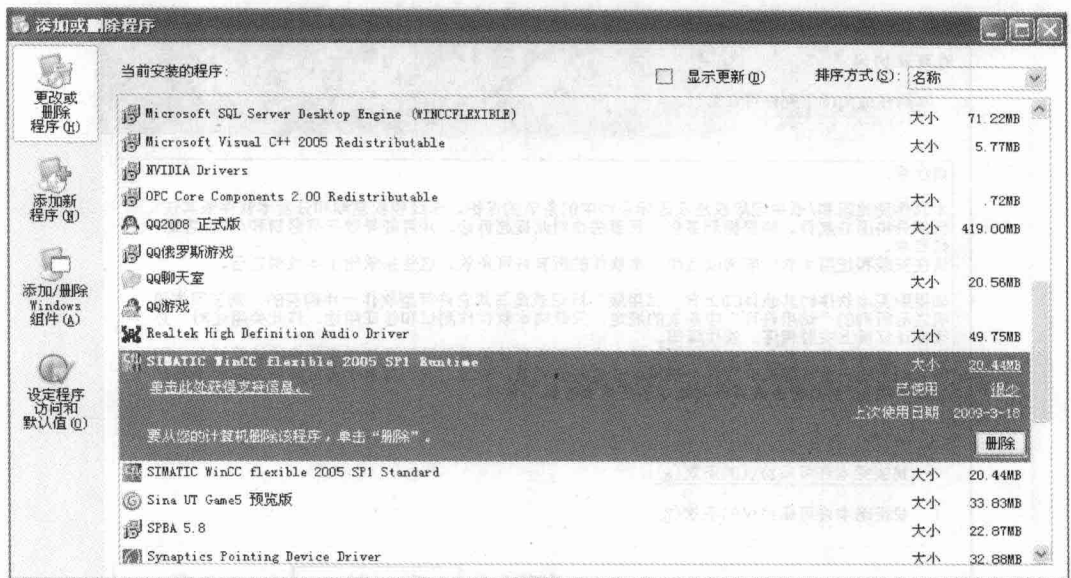 添加或删除程序
更改或
删除
程序(H)
添加新
程序(N)
添加/删除
Windows
组件(A)
设定程序
访问和
默认值(O)
当前安装的程序:
显示更新(D)
排序方式(S): 名称
Microsoft SQL Server Desktop Engine (WINCCFLEXIBLE) 大小 71.22MB
Microsoft Visual C++ 2005 Redistributable 大小 5.77MB
NVIDIA Drivers
OPC Core Components 2.00 Redistributable 大小 .72MB
QQ2008 正式版 大小 419.00MB
QQ俄罗斯游戏
QQ聊天室 大小 20.56MB
QQ游戏
Realtek High Definition Audio Driver 大小 49.75MB
SIMATIC WinCC flexible 2005 SP1 Runtime 大小 20.44MB
单击此处获得支持信息。 已使用 很少
上次使用日期 2009-3-18
要从您的计算机删除该程序，单击“删除”。 删除
SIMATIC WinCC flexible 2005 SP1 Standard 大小 20.44MB
Sina UT Game5 预览版 大小 33.83MB
SPBA 5.8 大小 22.87MB
Synaptics Pointing Device Driver 大小 32.88MB